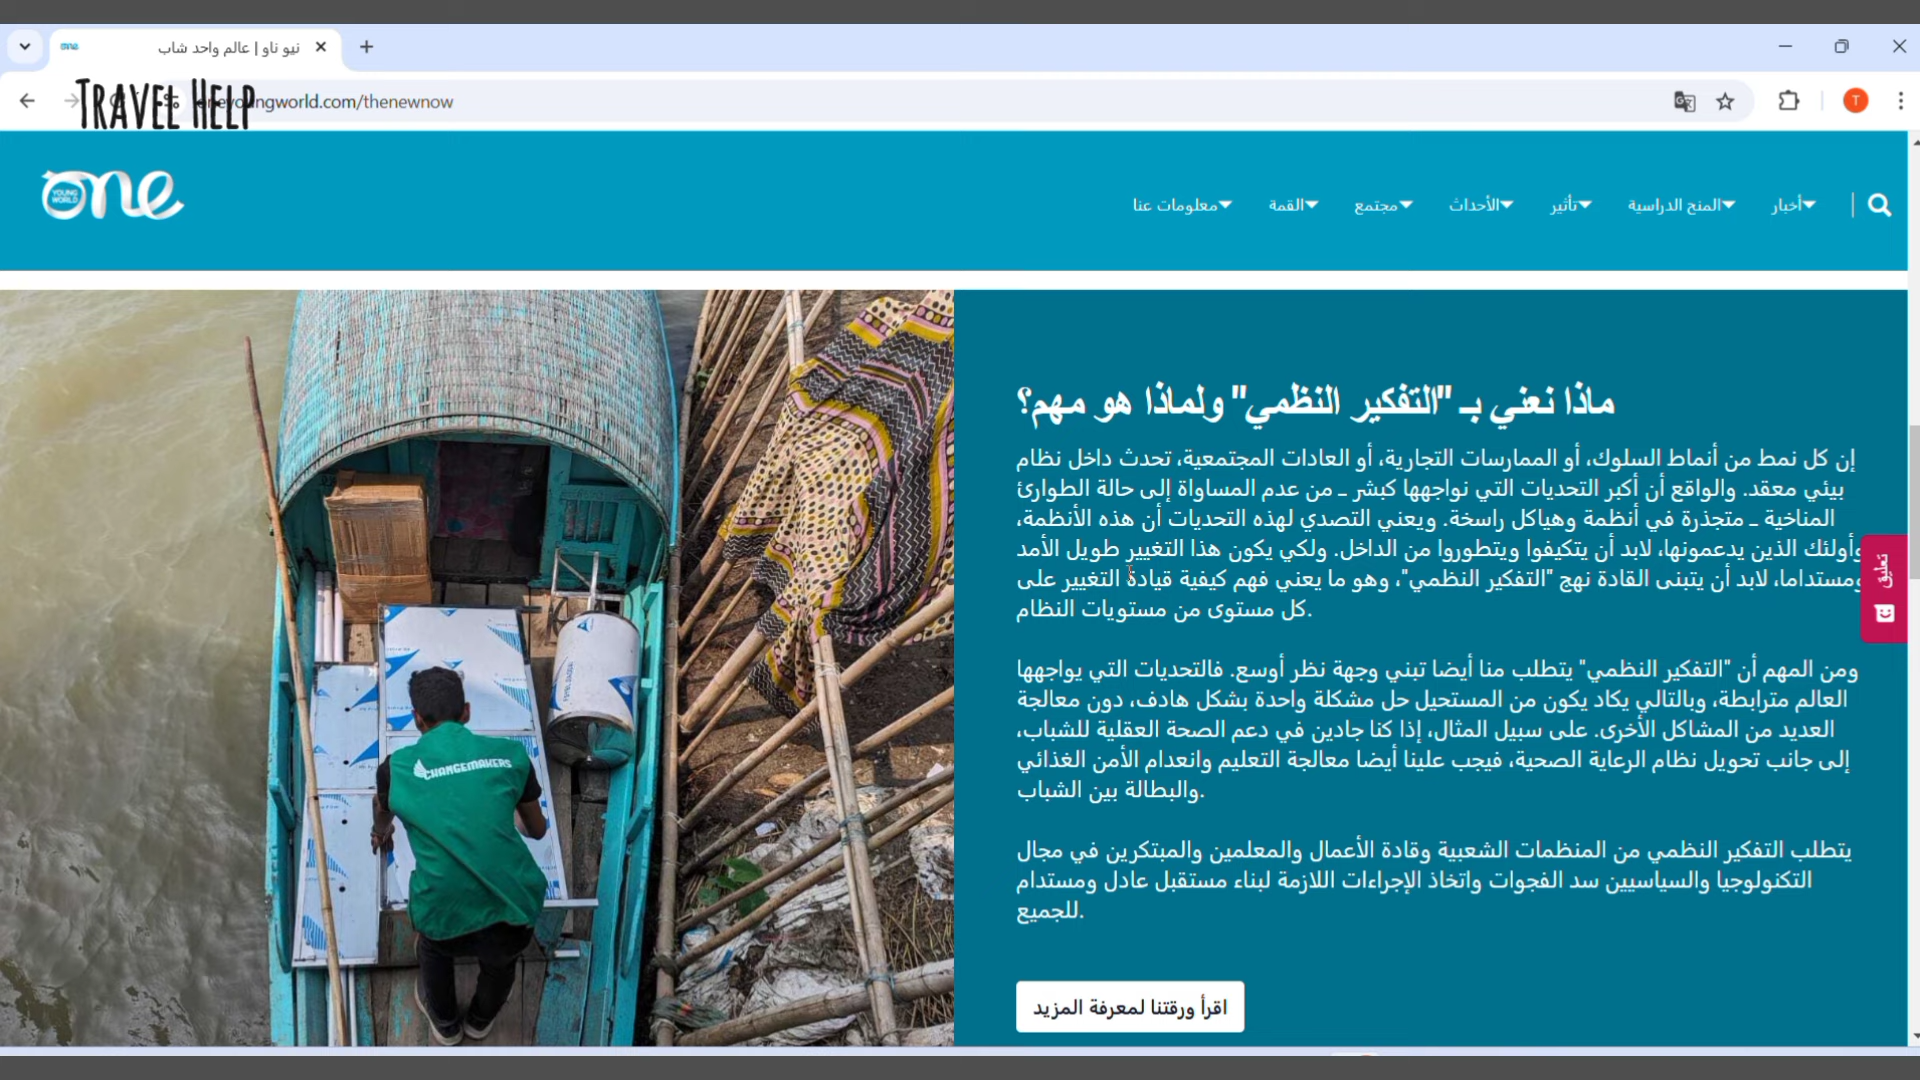 نيو ناو | عالم واحد شاب
TRAVEL HELP
ngworld.com/thenewnow
one
YOUNG WORLD
معلومات عنا
القمة
مجتمع
الأحداث
تأثير
المنح الدراسية
أخبار
ماذا نعني بـ "التفكير النظمي" ولماذا هو مهم؟
إن كل نمط من أنماط السلوك، أو الممارسات التجارية، أو العادات المجتمعية، تحدث داخل نظام
بيئي معقد. والواقع أن أكبر التحديات التي نواجهها كبشر ـ من عدم المساواة إلى حالة الطوارئ
المناخية ـ متجذرة في أنظمة وهياكل راسخة. ويعني التصدي لهذه التحديات أن هذه الأنظمة،
وأولئك الذين يدعمونها، لابد أن يتكيفوا ويتطوروا من الداخل. ولكي يكون هذا التغيير طويل الأمد
ومستداما، لابد أن يتبنى القادة نهج "التفكير النظمي"، وهو ما يعني فهم كيفية قيادة التغيير على
كل مستوى من مستويات النظام.
ومن المهم أن "التفكير النظمي" يتطلب منا أيضا تبني وجهة نظر أوسع. فالتحديات التي يواجهها
العالم مترابطة، وبالتالي يكاد يكون من المستحيل حل مشكلة واحدة بشكل هادف، دون معالجة
العديد من المشاكل الأخرى. على سبيل المثال، إذا كنا جادين في دعم الصحة العقلية للشباب،
إلى جانب تحويل نظام الرعاية الصحية، فيجب علينا أيضا معالجة التعليم وانعدام الأمن الغذائي
والبطالة بين الشباب.
يتطلب التفكير النظمي من المنظمات الشعبية وقادة الأعمال والمعلمين والمبتكرين في مجال
التكنولوجيا والسياسيين سد الفجوات واتخاذ الإجراءات اللازمة لبناء مستقبل عادل ومستدام
للجميع.
اقرأ ورقتنا لمعرفة المزيد
تعليق
CHANGEMAKERS
T